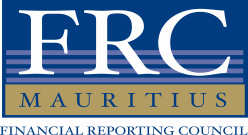 FRC
MAURITIUS
FINANCIAL REPORTING COUNCIL